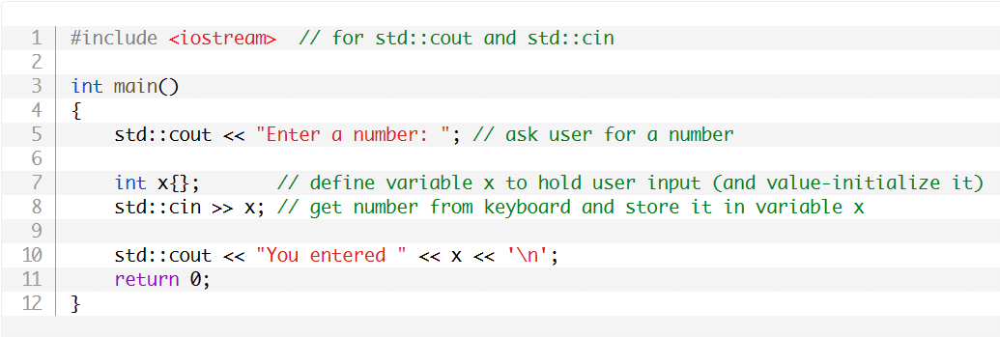 1 #include <iostream>  // for std::cout and std::cin
2
3 int main()
4 {
5     std::cout << "Enter a number: "; // ask user for a number
6
7     int x{};       // define variable x to hold user input (and value-initialize it)
8     std::cin >> x; // get number from keyboard and store it in variable x
9
10     std::cout << "You entered " << x << '\n';
11     return 0;
12 }